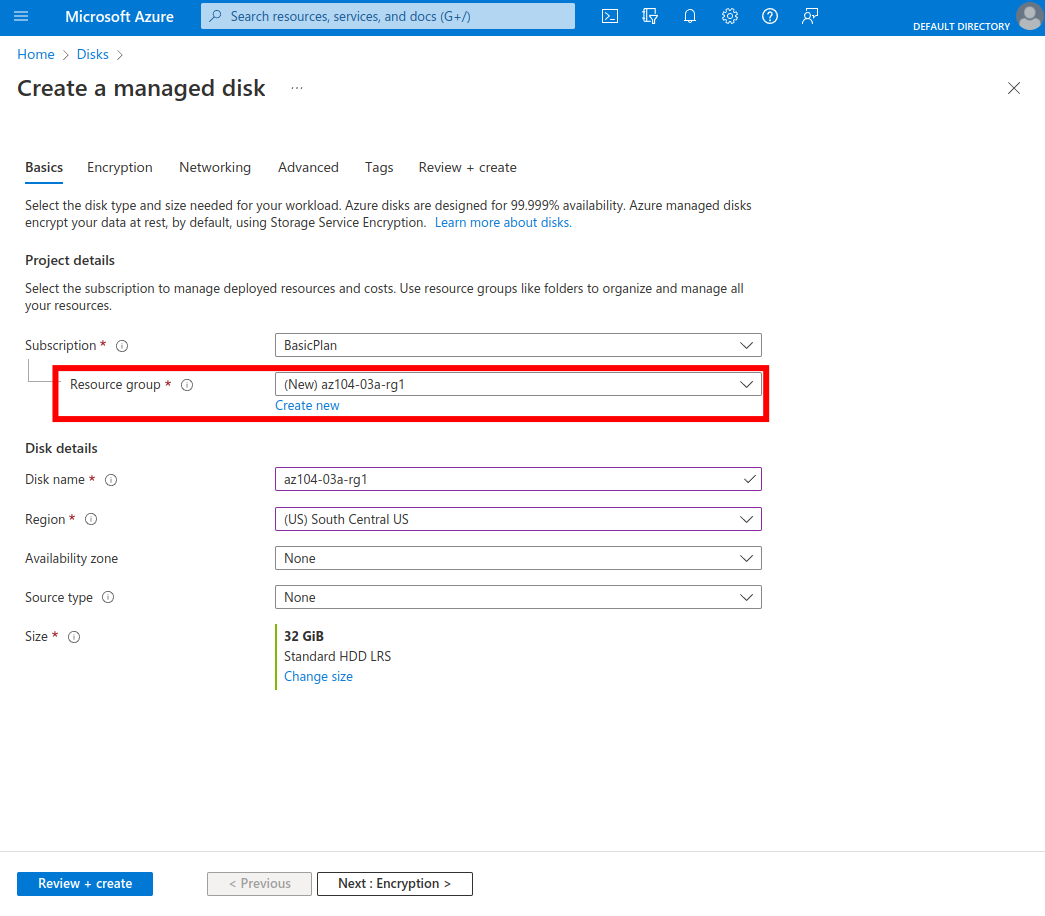 Microsoft Azure
Search resources, services, and docs (G+/)
DEFAULT DIRECTORY
Home > Disks >
Create a managed disk ...
Basics Encryption Networking Advanced Tags Review + create
Select the disk type and size needed for your workload. Azure disks are designed for 99.999% availability. Azure managed disks
encrypt your data at rest, by default, using Storage Service Encryption. Learn more about disks.
Project details
Select the subscription to manage deployed resources and costs. Use resource groups like folders to organize and manage all
your resources.
Subscription * BasicPlan
Resource group * (New) az104-03a-rg1
Create new
Disk details
Disk name * az104-03a-rg1
Region * (US) South Central US
Availability zone None
Source type None
Size * 32 GiB
Standard HDD LRS
Change size
Review + create < Previous Next : Encryption >